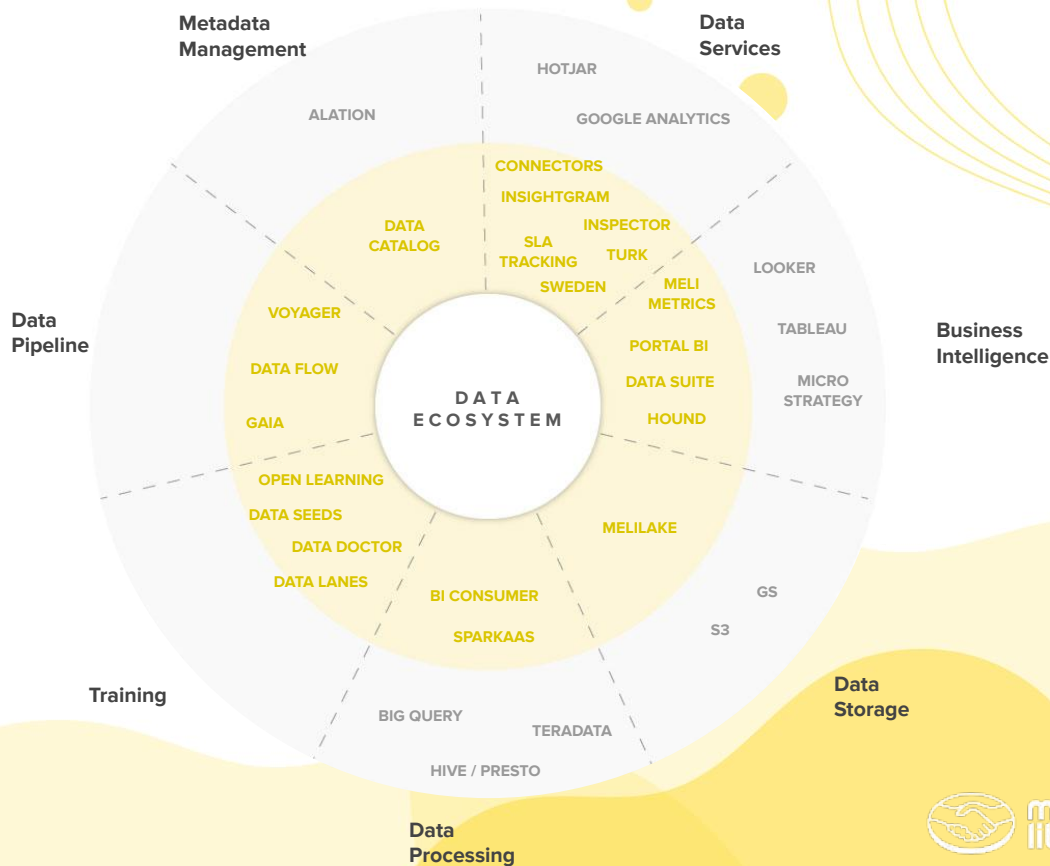 Metadata
Management
Data
Services
HOTJAR
GOOGLE ANALYTICS
ALATION
CONNECTORS
INSIGHTGRAM
INSPECTOR
SLA
TRACKING
TURK
SWEDEN
DATA
CATALOG
LOOKER
MELI
METRICS
TABLEAU
PORTAL BI
DATA SUITE
MICRO
STRATEGY
HOUND
Business
Intelligence
Data
Pipeline
VOYAGER
DATA FLOW
GAIA
DATA
ECOSYSTEM
OPEN LEARNING
DATA SEEDS
DATA DOCTOR
DATA LANES
MELILAKE
GS
S3
BI CONSUMER
SPARKAAS
Training
Data
Storage
BIG QUERY
TERADATA
HIVE / PRESTO
Data
Processing